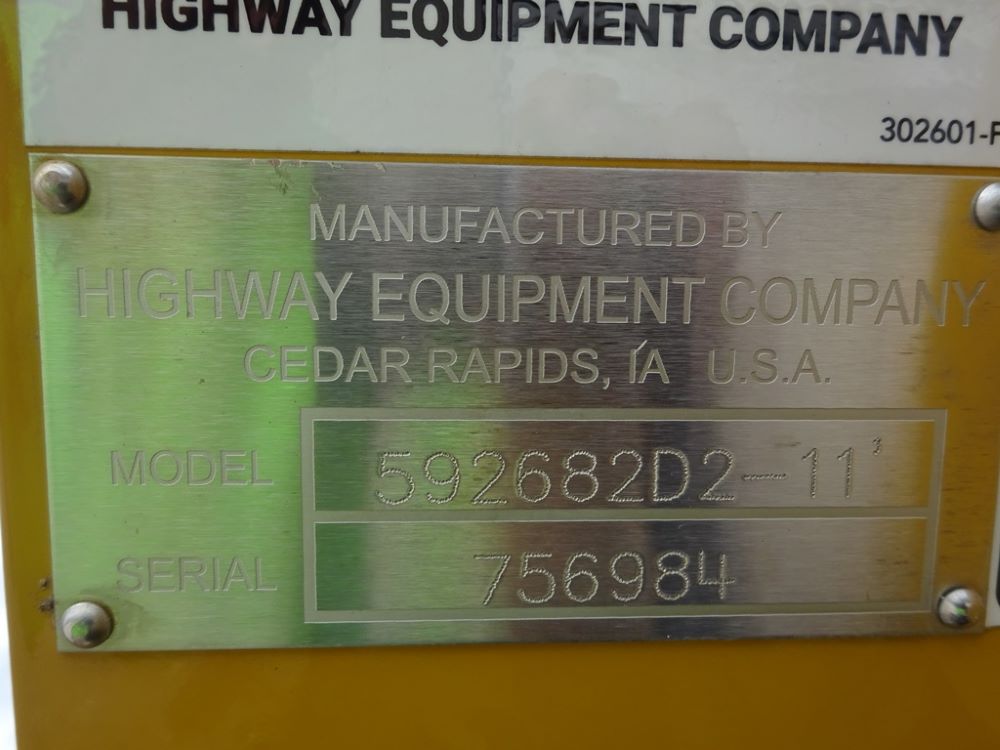 HIGHWAY EQUIPMENT COMPANY
302601-
MANUFACTURED BY
HIGHWAY EQUIPMENT COMPANY
CEDAR RAPIDS, IA U.S.A.
MODEL 592682D2-11'
SERIAL 756984